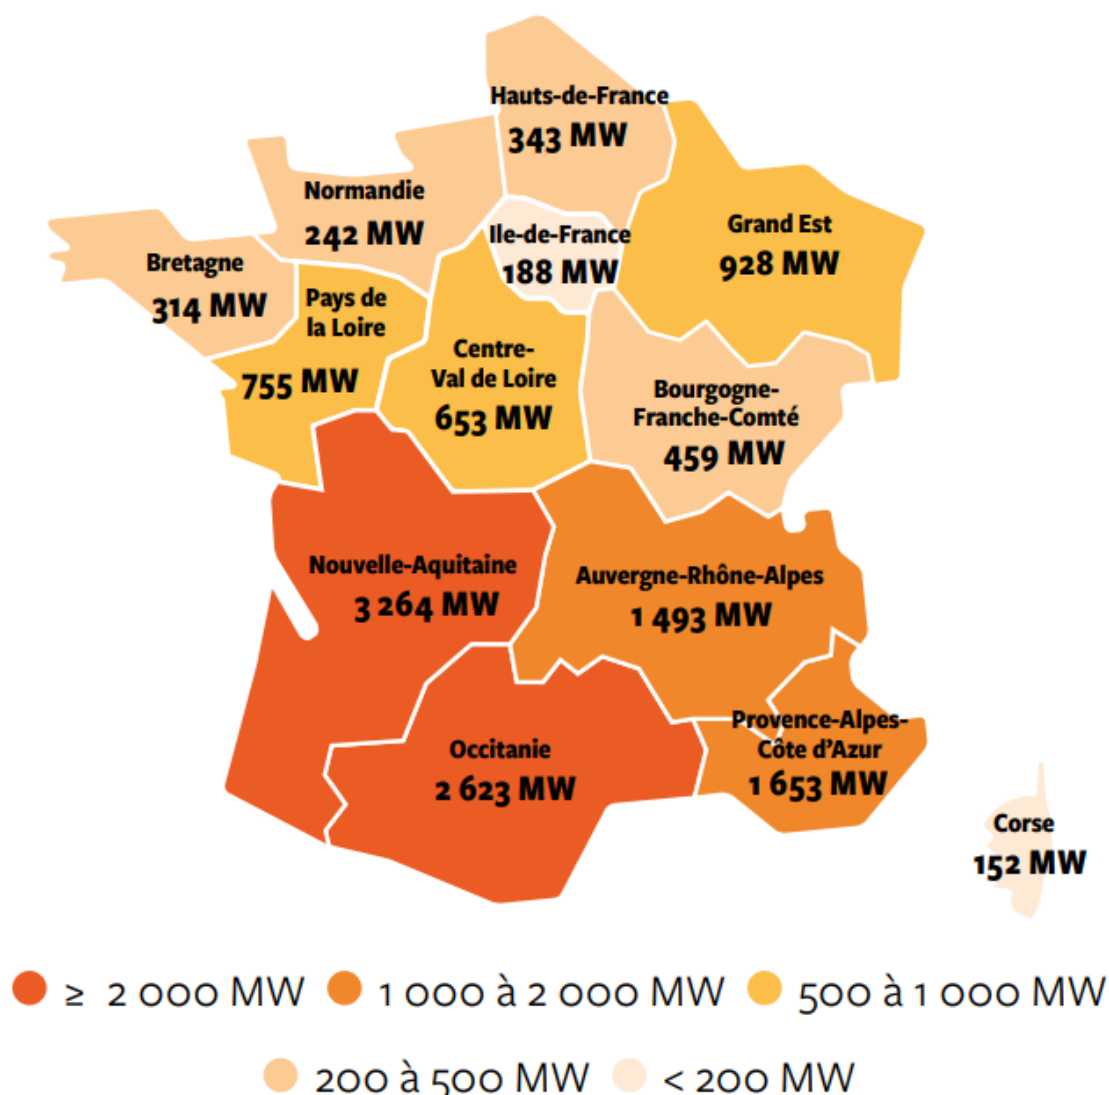 Hauts-de-France
343 MW
Normandie
242 MW
Ile-de-France
188 MW
Grand Est
928 MW
Bretagne
314 MW
Pays de
la Loire
755 MW
Centre-
Val de Loire
653 MW
Bourgogne-
Franche-Comté
459 MW
Nouvelle-Aquitaine
3 264 MW
Auvergne-Rhône-Alpes
1 493 MW
Occitanie
2 623 MW
Provence-Alpes-
Côte d'Azur
1 653 MW
Corse
152 MW
≥ 2 000 MW 1 000 à 2 000 MW 500 à 1 000 MW
200 à 500 MW < 200 MW